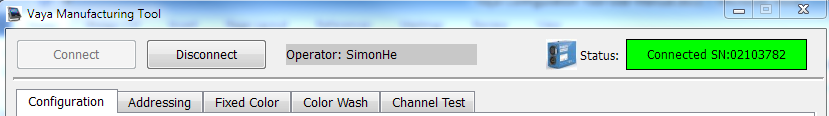 Vaya Manufacturing Tool
Connect Disconnect Operator: SimonHe Status: Connected SN:02103782
Configuration Addressing Fixed Color Color Wash Channel Test